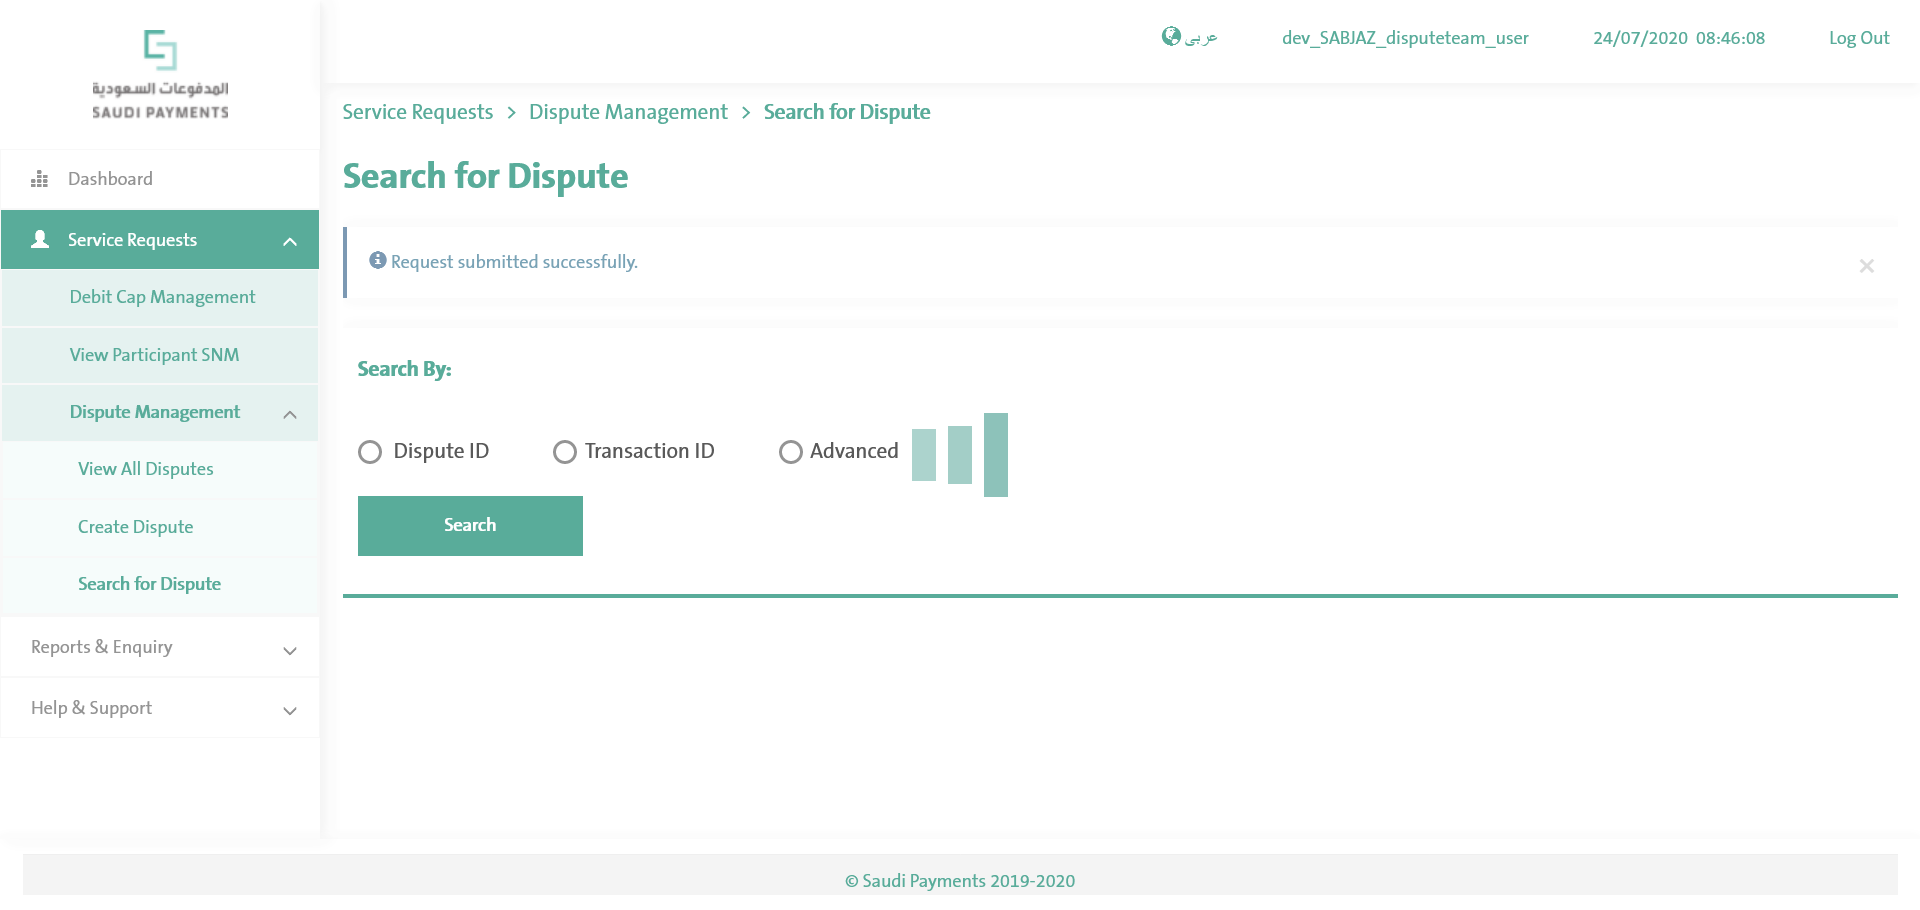 المدفوعات السعودية
SAUDI PAYMENTS
عربي
dev_SABJAZ_disputeteam_user
24/07/2020 08:46:08
Log Out
Dashboard
Service Requests
Debit Cap Management
View Participant SNM
Dispute Management
View All Disputes
Create Dispute
Search for Dispute
Reports & Enquiry
Help & Support
Service Requests > Dispute Management > Search for Dispute
Search for Dispute
Request submitted successfully.
Search By:
Dispute ID
Transaction ID
Advanced
Search
© Saudi Payments 2019-2020